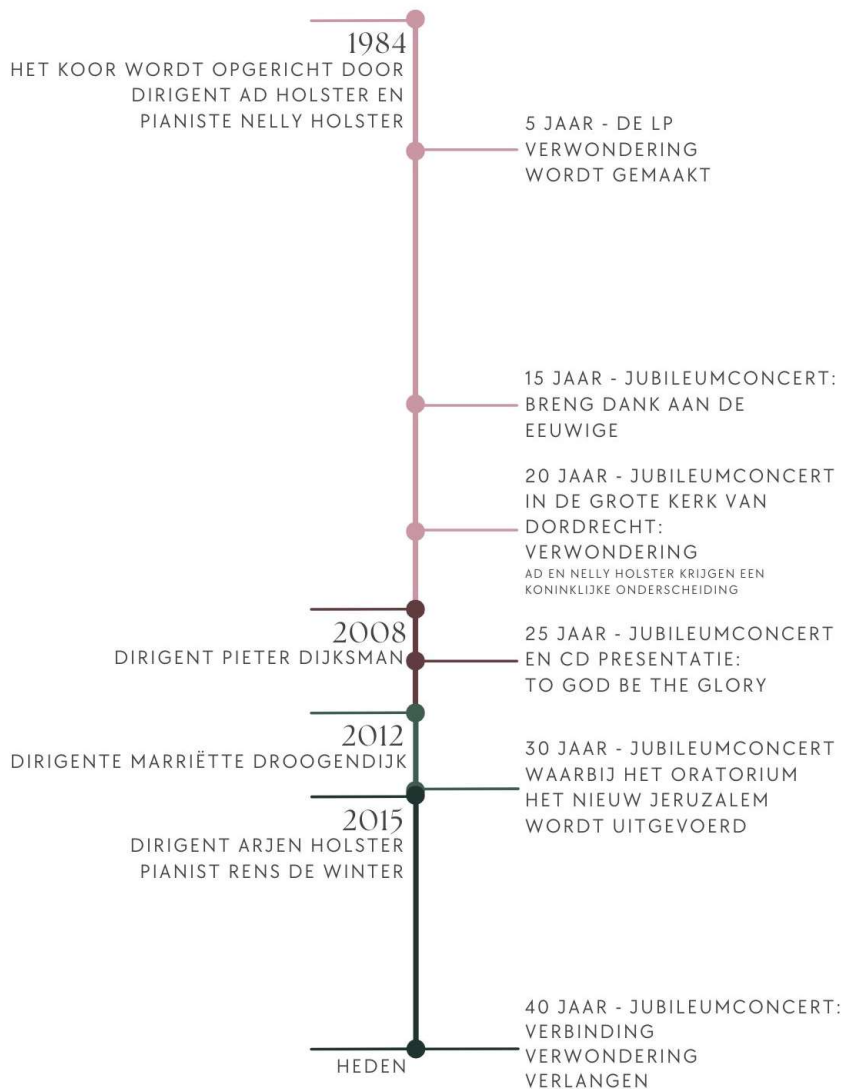 1984
HET KOOR WORDT OPGERICHT DOOR
DIRIGENT AD HOLSTER EN
PIANISTE NELLY HOLSTER
5 JAAR - DE LP
VERWONDERING
WORDT GEMAAKT
15 JAAR - JUBILEUMCONCERT:
BRENG DANK AAN DE
EEUWIGE
20 JAAR - JUBILEUMCONCERT
IN DE GROTE KERK VAN
DORDRECHT:
VERWONDERING
AD EN NELLY HOLSTER KRIJGEN EEN
KONINKLIJKE ONDERSCHEIDING
2008
DIRIGENT PIETER DIJKSMAN
25 JAAR - JUBILEUMCONCERT
EN CD PRESENTATIE:
TO GOD BE THE GLORY
2012
DIRIGENTE MARRIËTTE DROOGENDIJK
30 JAAR - JUBILEUMCONCERT
WAARBIJ HET ORATORIUM
HET NIEUW JERUZALEM
WORDT UITGEVOERD
2015
DIRIGENT ARJEN HOLSTER
PIANIST RENS DE WINTER
40 JAAR - JUBILEUMCONCERT:
VERBINDING
VERWONDERING
VERLANGEN
HEDEN